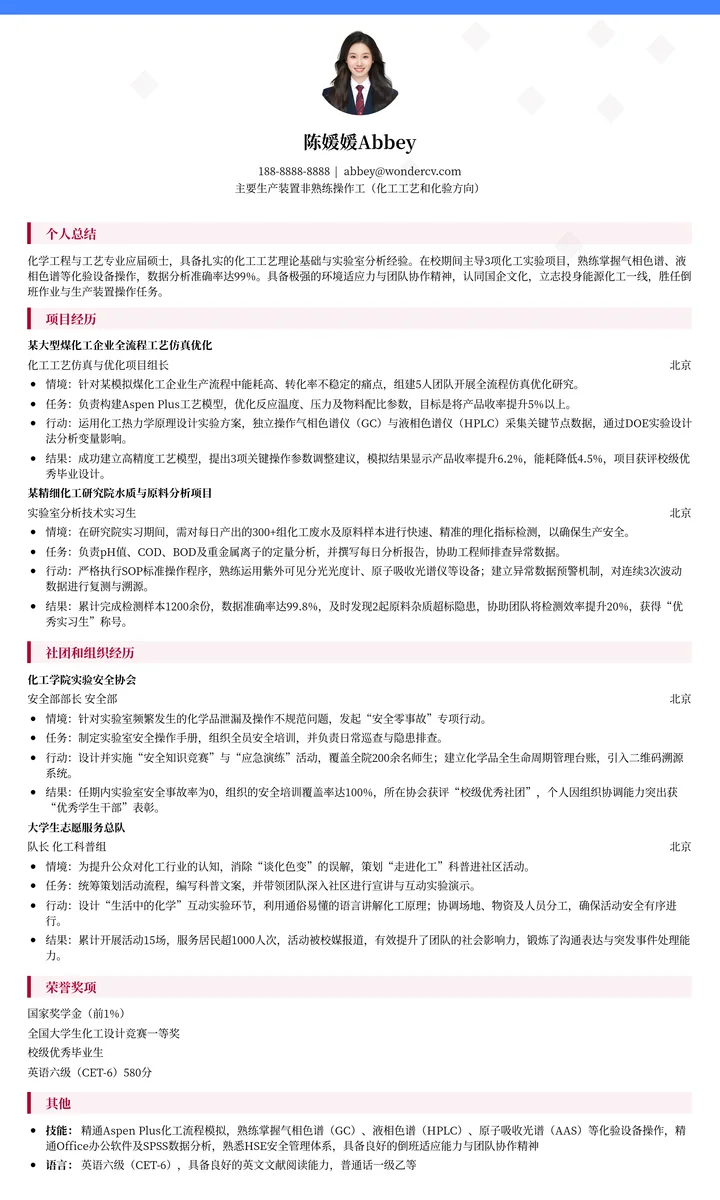 陈媛媛Abbey
188-8888-8888 | abbey@wondercv.com
主要生产装置非熟练操作工（化工工艺和化验方向）
个人总结
化学工程与工艺专业应届硕士，具备扎实的化工工艺理论基础与实验室分析经验。在校期间主导3项化工实验项目，熟练掌握气相色谱、液
相色谱等化验设备操作，数据分析准确率达99%。具备极强的环境适应力与团队协作精神，认同国企文化，立志投身能源化工一线，胜任倒
班作业与生产装置操作任务。
项目经历
某大型煤化工企业全流程工艺仿真优化
化工工艺仿真与优化项目组长 北京
• 情境：针对某模拟煤化工企业生产流程中能耗高、转化率不稳定的痛点，组建5人团队开展全流程仿真优化研究。
• 任务：负责构建Aspen Plus工艺模型，优化反应温度、压力及物料配比参数，目标是将产品收率提升5%以上。
• 行动：运用化工热力学原理设计实验方案，独立操作气相色谱仪（GC）与液相色谱仪（HPLC）采集关键节点数据，通过DOE实验设计
法分析变量影响。
• 结果：成功建立高精度工艺模型，提出3项关键操作参数调整建议，模拟结果显示产品收率提升6.2%，能耗降低4.5%，项目获评校级优
秀毕业设计。
某精细化工研究院水质与原料分析项目
实验室分析技术实习生 北京
• 情境：在研究院实习期间，需对每日产出的300+组化工废水及原料样本进行快速、精准的理化指标检测，以确保生产安全。
• 任务：负责pH值、COD、BOD及重金属离子的定量分析，并撰写每日分析报告，协助工程师排查异常数据。
• 行动：严格执行SOP标准操作程序，熟练运用紫外可见分光光度计、原子吸收光谱仪等设备；建立异常数据预警机制，对连续3次波动
数据进行复测与溯源。
• 结果：累计完成检测样本1200余份，数据准确率达99.8%，及时发现2起原料杂质超标隐患，协助团队将检测效率提升20%，获得“优
秀实习生”称号。
社团和组织经历
化工学院实验安全协会
安全部部长 安全部 北京
• 情境：针对实验室频繁发生的化学品泄漏及操作不规范问题，发起“安全零事故”专项行动。
• 任务：制定实验室安全操作手册，组织全员安全培训，并负责日常巡查与隐患排查。
• 行动：设计并实施“安全知识竞赛”与“应急演练”活动，覆盖全院200余名师生；建立化学品全生命周期管理台账，引入二维码溯源
系统。
• 结果：任期内实验室安全事故率为0，组织的安全培训覆盖率达100%，所在协会获评“校级优秀社团”，个人因组织协调能力突出获
“优秀学生干部”表彰。
大学生志愿服务总队
队长 化工科普组 北京
• 情境：为提升公众对化工行业的认知，消除“谈化色变”的误解，策划“走进化工”科普进社区活动。
• 任务：统筹策划活动流程，编写科普文案，并带领团队深入社区进行宣讲与互动实验演示。
• 行动：设计“生活中的化学”互动实验环节，利用通俗易懂的语言讲解化工原理；协调场地、物资及人员分工，确保活动安全有序进
行。
• 结果：累计开展活动15场，服务居民超1000人次，活动被校媒报道，有效提升了团队的社会影响力，锻炼了沟通表达与突发事件处理能
力。
荣誉奖项
国家奖学金（前1%）
全国大学生化工设计竞赛一等奖
校级优秀毕业生
英语六级（CET-6）580分
其他
• 技能： 精通Aspen Plus化工流程模拟，熟练掌握气相色谱（GC）、液相色谱（HPLC）、原子吸收光谱（AAS）等化验设备操作，精
通Office办公软件及SPSS数据分析，熟悉HSE安全管理体系，具备良好的倒班适应能力与团队协作精神
• 语言： 英语六级（CET-6），具备良好的英文文献阅读能力，普通话一级乙等